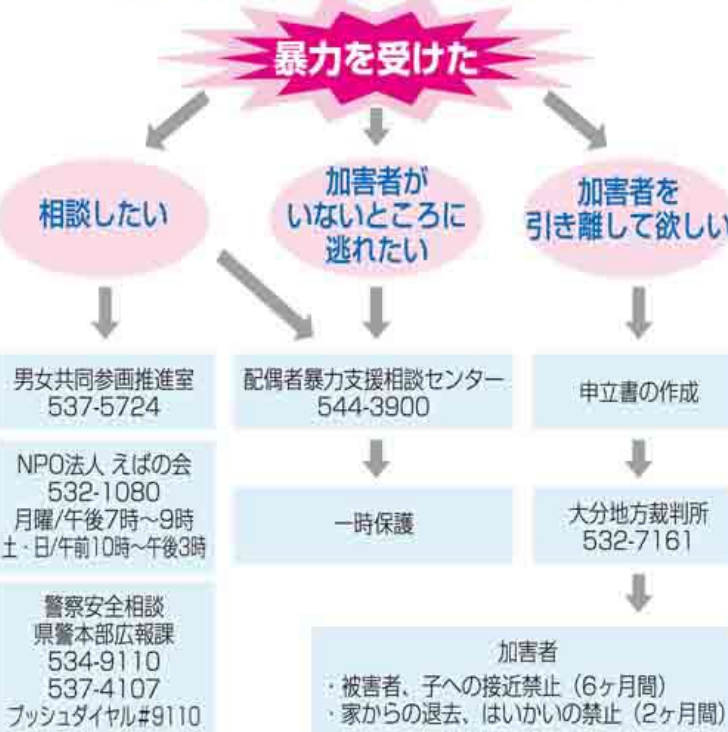 暴力を受けた
相談したい
加害者が
いないところに
逃れたい
加害者を
引き離して欲しい
男女共同参画推進室
537-5724
配偶者暴力支援相談センター
544-3900
申立書の作成
NPO法人 えばの会
532-1080
月曜/午後7時～9時
土・日/午前10時～午後3時
一時保護
大分地方裁判所
532-7161
警察安全相談
県警本部広報課
534-9110
537-4107
プッシュダイヤル#9110
加害者
・被害者、子への接近禁止（6ヶ月間）
・家からの退去、はいかいの禁止（2ヶ月間）